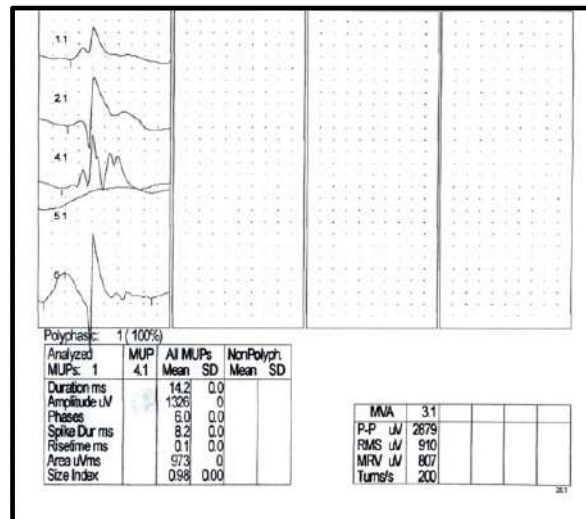 1.1
2.1
4.1
5.1
6.
Polyphasic: 1 (100%)
Analyzed MUP All MUPs NonPolyph.
MUPs: 1 4.1 Mean SD Mean SD
Duration ms 14.2 0.0
Amplitude uV 1326 0
Phases 6.0 0.0
Spike Dur ms 8.2 0.0
Risetime ms 0.1 0.0
Area uVms 973 0
Size Index 0.98 0.00
MVA 3.1
P-P uV 2879
RMS uV 910
MRV uV 807
Turns/s 200